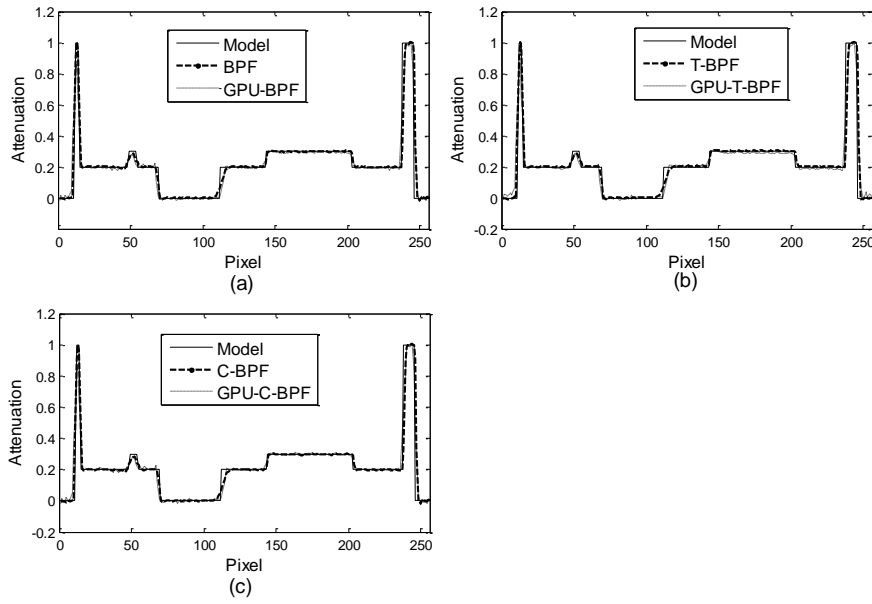 1.2
1
0.8
0.6
0.4
0.2
0
Attenuation
Model
BPF
GPU-BPF
0 50 100 150 200 250
Pixel
(a)
1.2
1
0.8
0.6
0.4
0.2
0
-0.2
Attenuation
Model
T-BPF
GPU-T-BPF
0 50 100 150 200 250
Pixel
(b)
1.2
1
0.8
0.6
0.4
0.2
0
-0.2
Attenuation
Model
C-BPF
GPU-C-BPF
0 50 100 150 200 250
Pixel
(c)